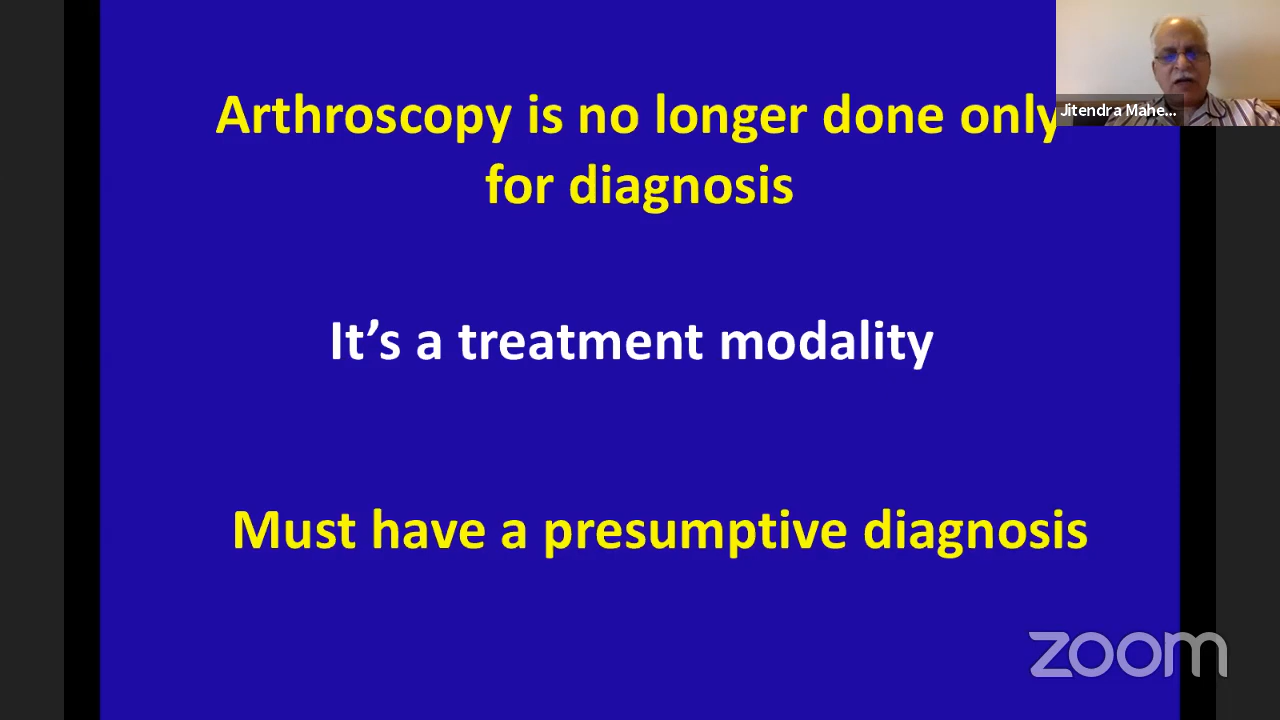 Arthroscopy is no longer done only
for diagnosis
Jitendra Mahe...
It’s a treatment modality
Must have a presumptive diagnosis
zoom